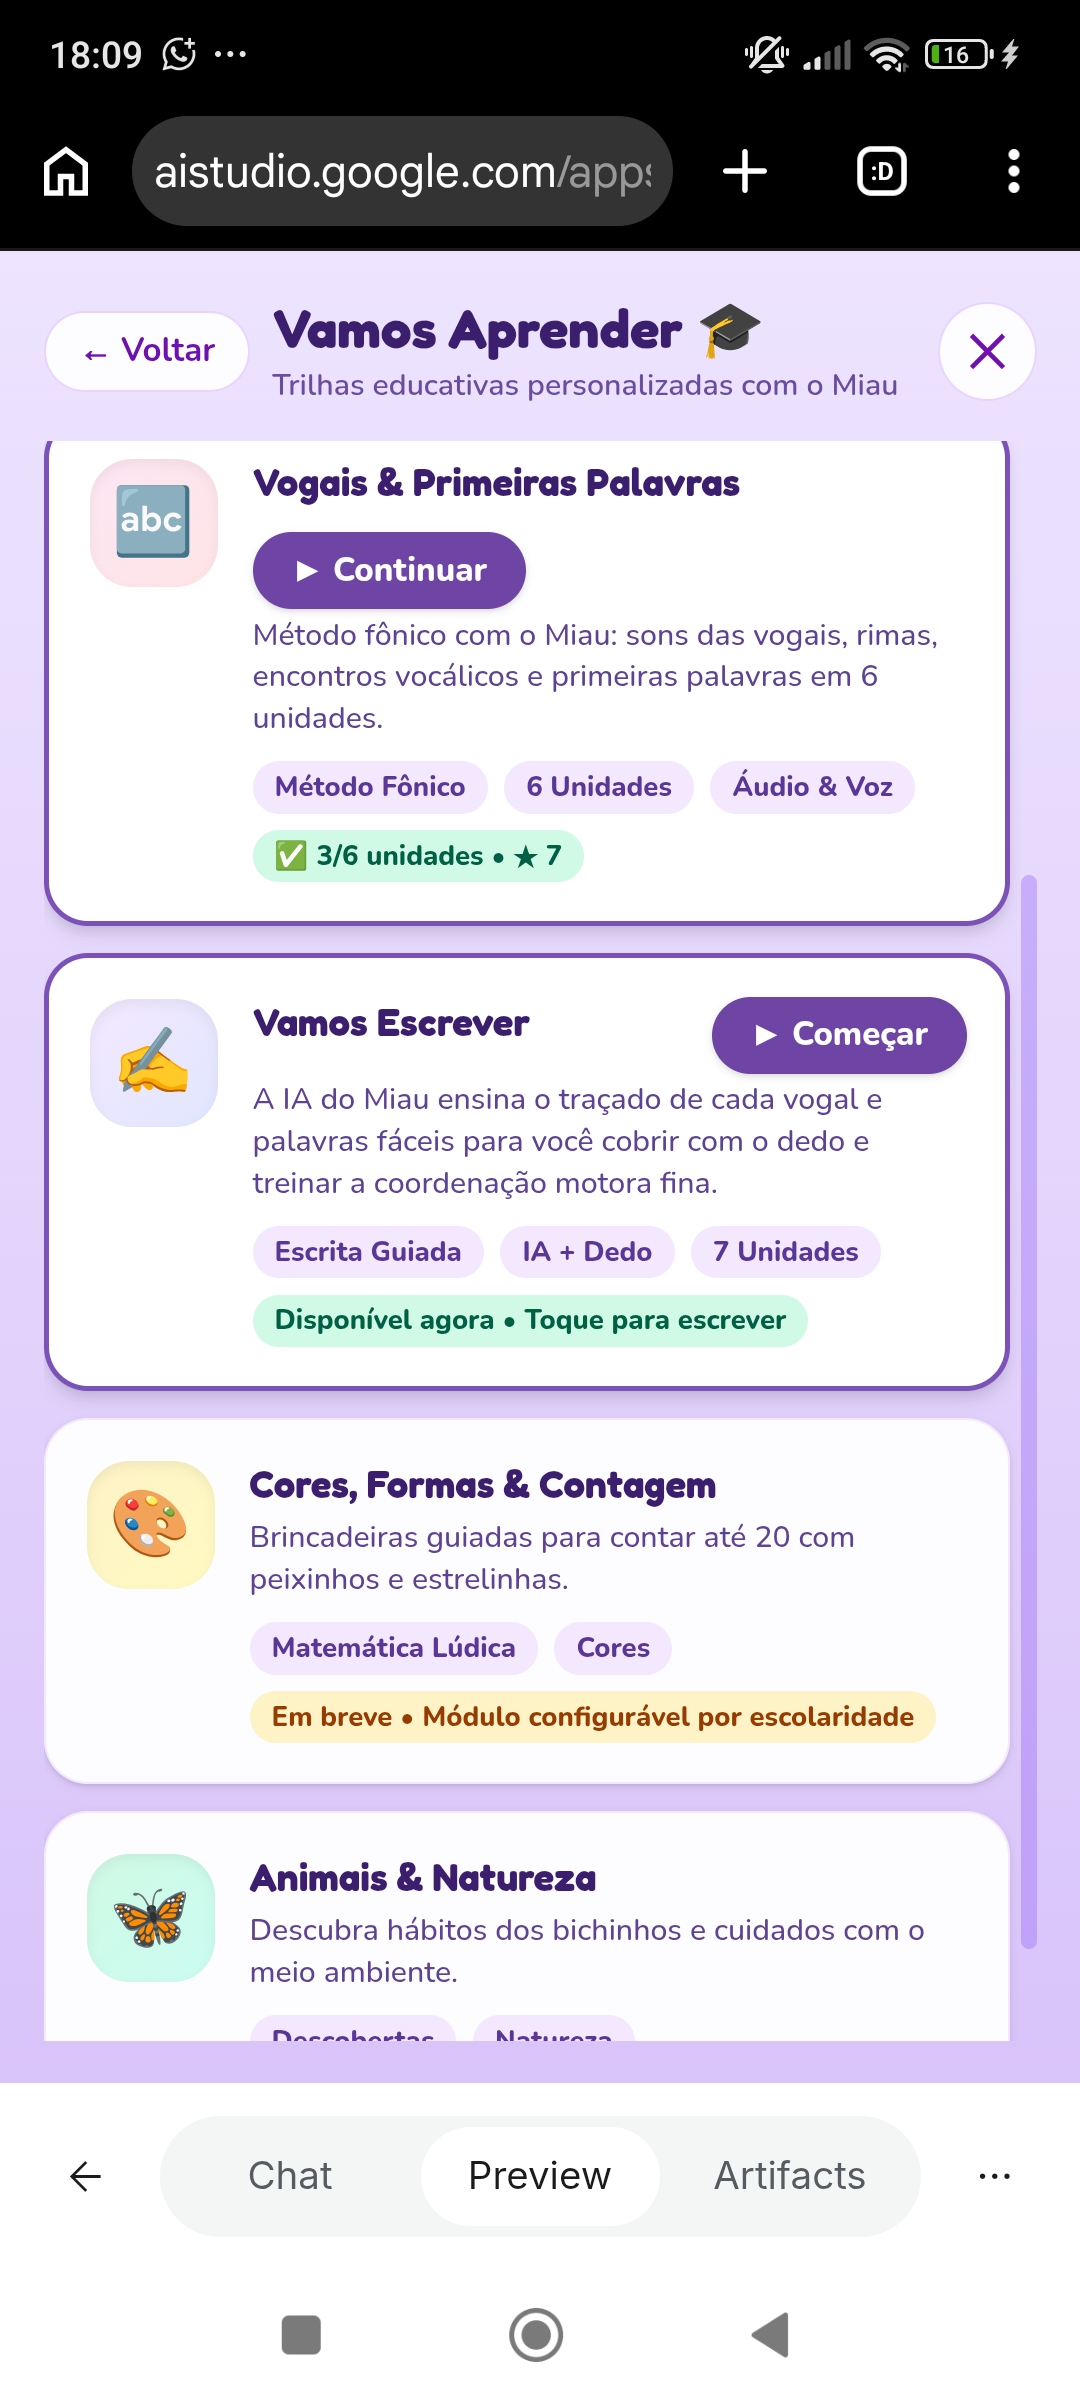 18:09
16
aistudio.google.com/apps
:D
← Voltar
Vamos Aprender
Trilhas educativas personalizadas com o Miau
abc
Vogais & Primeiras Palavras
► Continuar
Método fônico com o Miau: sons das vogais, rimas,
encontros vocálicos e primeiras palavras em 6
unidades.
Método Fônico 6 Unidades Áudio & Voz
✅ 3/6 unidades • ★ 7
Vamos Escrever
► Começar
A IA do Miau ensina o traçado de cada vogal e
palavras fáceis para você cobrir com o dedo e
treinar a coordenação motora fina.
Escrita Guiada IA + Dedo 7 Unidades
Disponível agora • Toque para escrever
Cores, Formas & Contagem
Brincadeiras guiadas para contar até 20 com
peixinhos e estrelinhas.
Matemática Lúdica Cores
Em breve • Módulo configurável por escolaridade
Animais & Natureza
Descubra hábitos dos bichinhos e cuidados com o
meio ambiente.
Descobertas Natureza
Chat Preview Artifacts